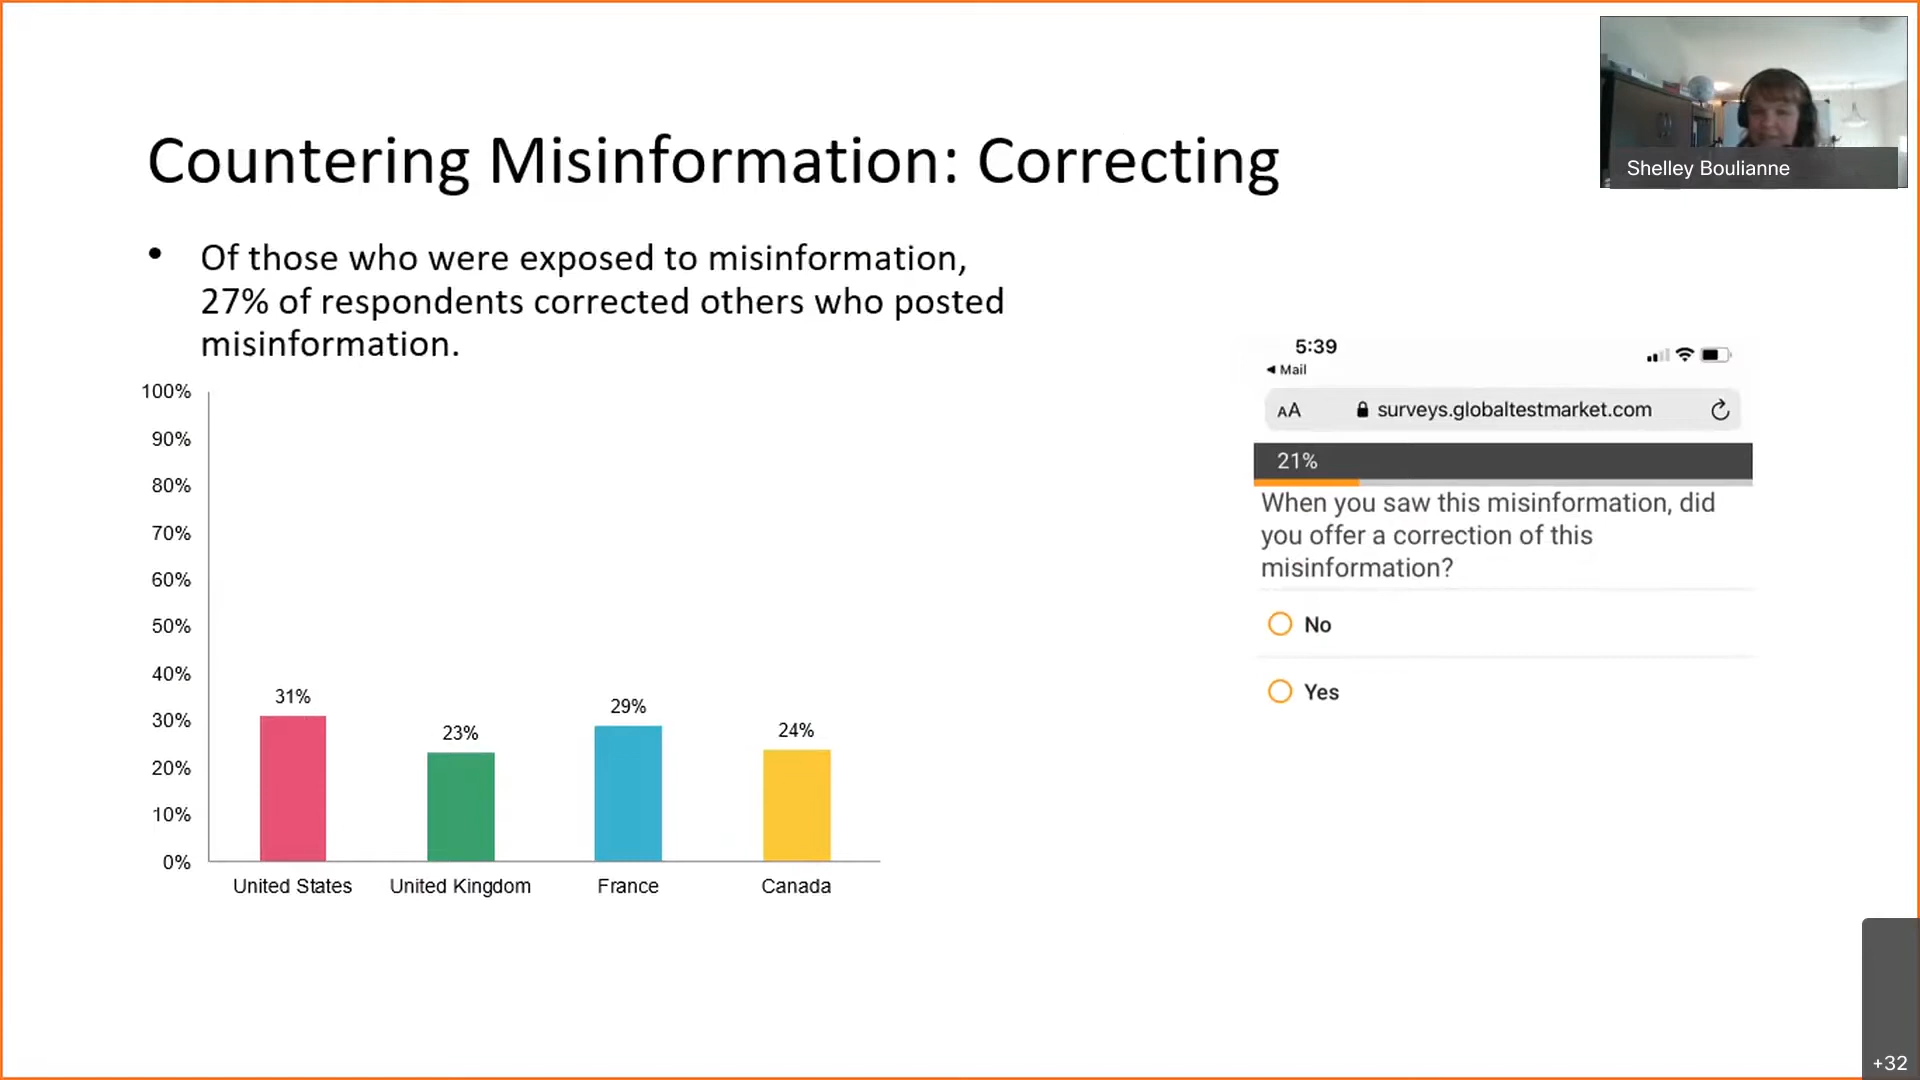 Countering Misinformation: Correcting
Shelley Boulianne
• Of those who were exposed to misinformation,
27% of respondents corrected others who posted
misinformation.
100%
90%
80%
70%
60%
50%
40%
30%
20%
10%
0%
31%
23%
29%
24%
United States
United Kingdom
France
Canada
5:39
◀ Mail
AA surveys.globaltestmarket.com
21%
When you saw this misinformation, did
you offer a correction of this
misinformation?
No
Yes
+32